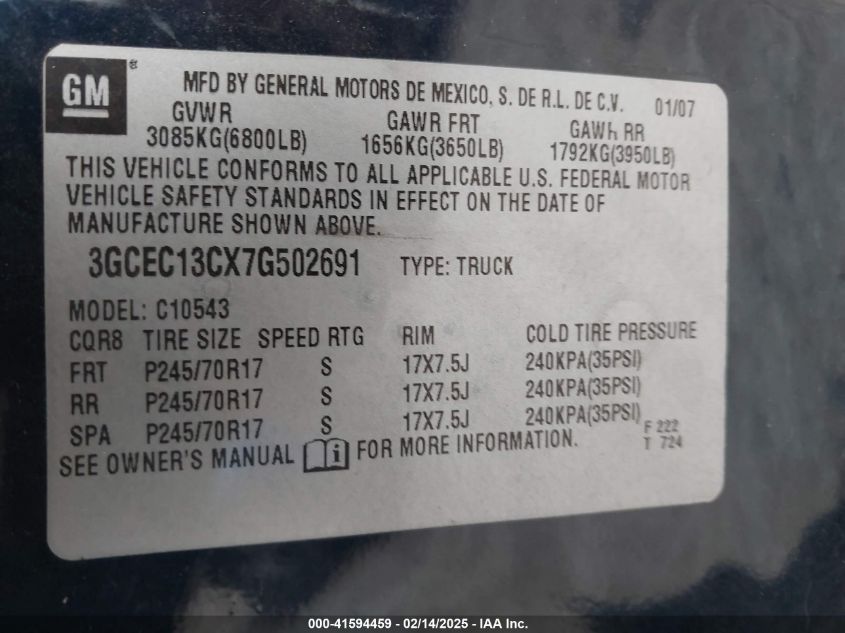 GM ®
MFD BY GENERAL MOTORS DE MEXICO, S. DE R.L. DE C.V. 01/07
GVWR GAWR FRT GAWR RR
3085KG(6800LB) 1656KG(3650LB) 1792KG(3950LB)
THIS VEHICLE CONFORMS TO ALL APPLICABLE U.S. FEDERAL MOTOR
VEHICLE SAFETY STANDARDS IN EFFECT ON THE DATE OF
MANUFACTURE SHOWN ABOVE.
3GCEC13CX7G502691 TYPE: TRUCK
MODEL: C10543
CQR8 TIRE SIZE SPEED RTG RIM COLD TIRE PRESSURE
FRT P245/70R17 S 17X7.5J 240KPA(35PSI)
RR P245/70R17 S 17X7.5J 240KPA(35PSI)
SPA P245/70R17 S 17X7.5J 240KPA(35PSI)
F 222
T 724
SEE OWNER'S MANUAL i FOR MORE INFORMATION.
000-41594459 - 02/14/2025 - IAA Inc.